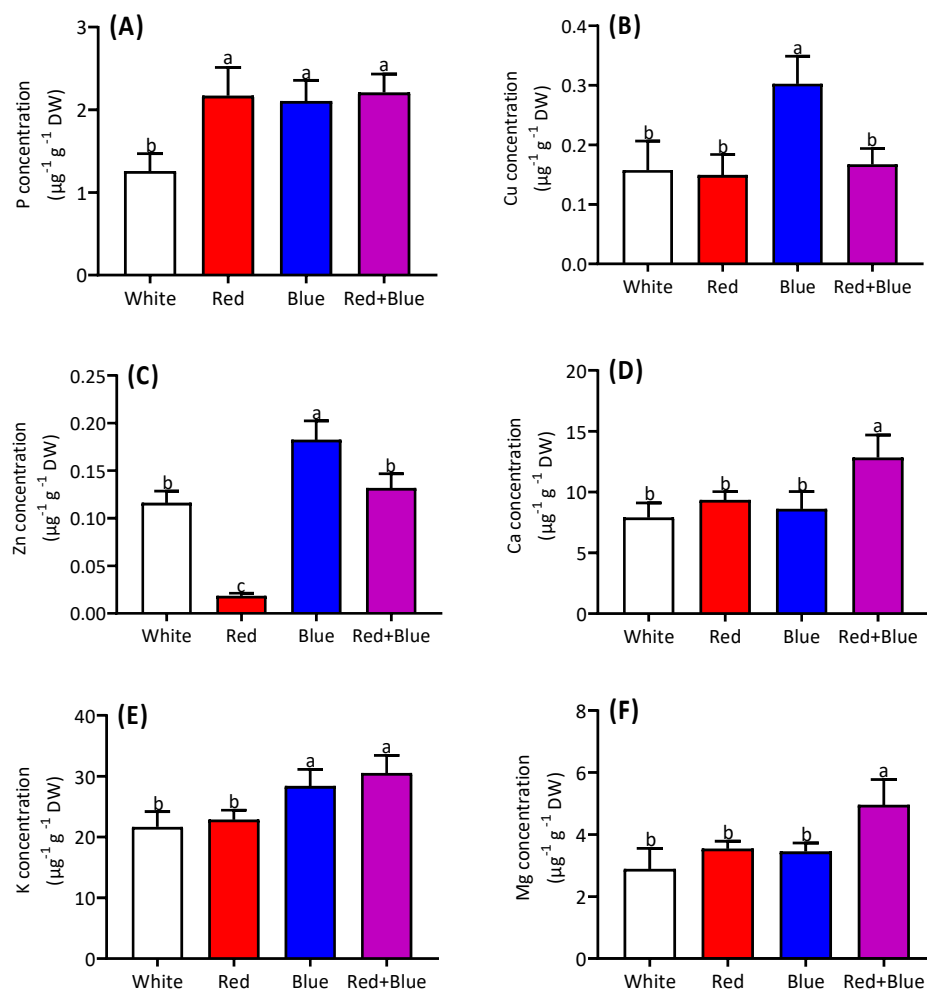 (A)
P concentration
(µg⁻¹ g ⁻¹ DW)
3
2
1
0
b
a
a
a
White Red Blue Red+Blue
(B)
Cu concentration
(µg⁻¹ g ⁻¹ DW)
0.4
0.3
0.2
0.1
0.0
b
b
a
b
White Red Blue Red+Blue
(C)
Zn concentration
(µg⁻¹ g ⁻¹ DW)
0.25
0.20
0.15
0.10
0.05
0.00
b
c
a
b
White Red Blue Red+Blue
(D)
Ca concentration
(µg⁻¹ g ⁻¹ DW)
20
15
10
5
0
b
b
b
a
White Red Blue Red+Blue
(E)
K concentration
(µg⁻¹ g ⁻¹ DW)
40
30
20
10
0
b
b
a
a
White Red Blue Red+Blue
(F)
Mg concentration
(µg⁻¹ g ⁻¹ DW)
8
6
4
2
0
b
b
b
a
White Red Blue Red+Blue